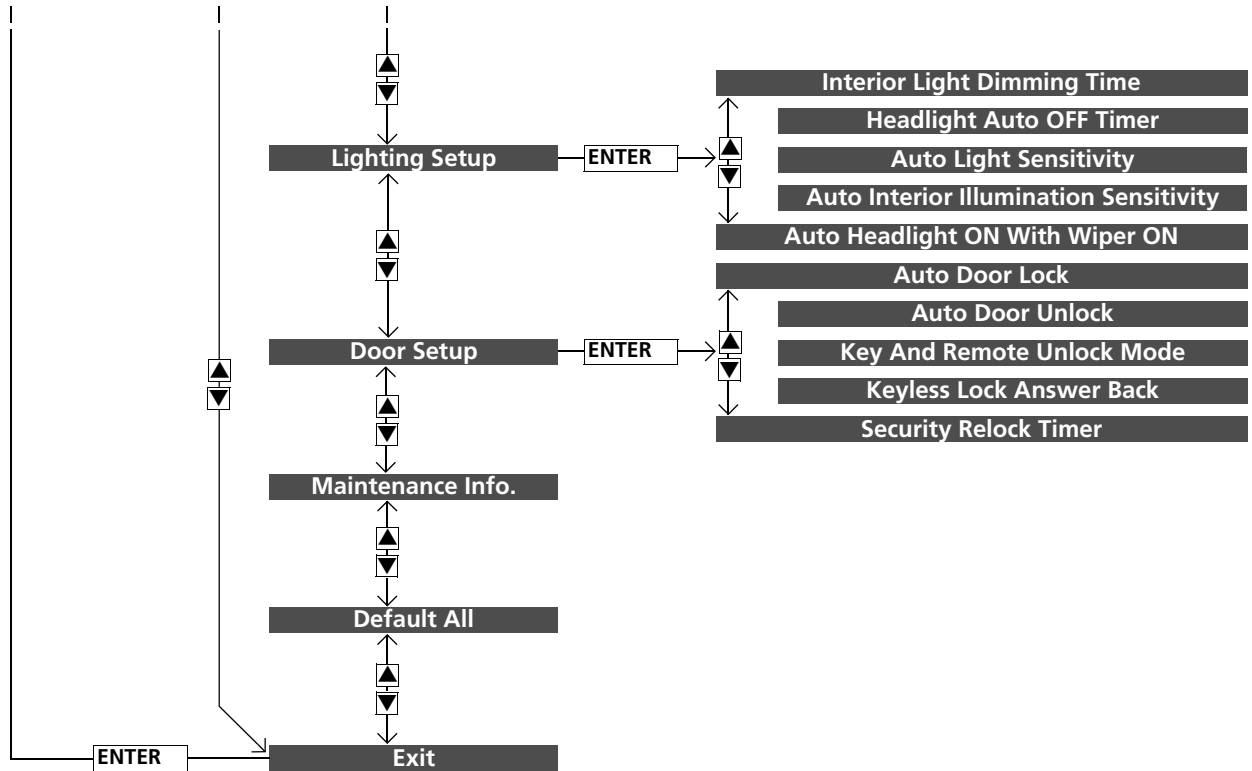 Interior Light Dimming Time
Headlight Auto OFF Timer
Lighting Setup
ENTER
Auto Light Sensitivity
Auto Interior Illumination Sensitivity
Auto Headlight ON With Wiper ON
Auto Door Lock
Auto Door Unlock
Door Setup
ENTER
Key And Remote Unlock Mode
Keyless Lock Answer Back
Security Relock Timer
Maintenance Info.
Default All
ENTER
Exit